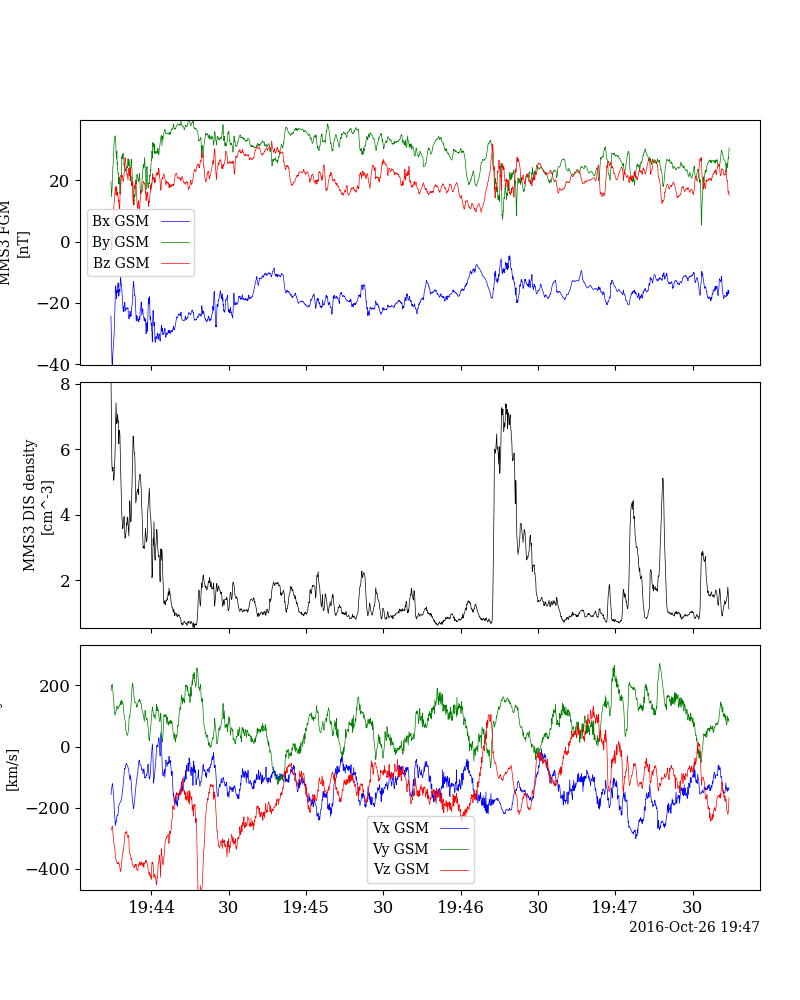 20
0
−20
−40
MMS3 FGM
[nT]
Bx GSM
By GSM
Bz GSM
8
6
4
2
MMS3 DIS density
[cm^-3]
200
0
−200
−400
[km/s]
Vx GSM
Vy GSM
Vz GSM
19:44 30 19:45 30 19:46 30 19:47 30
2016-Oct-26 19:47